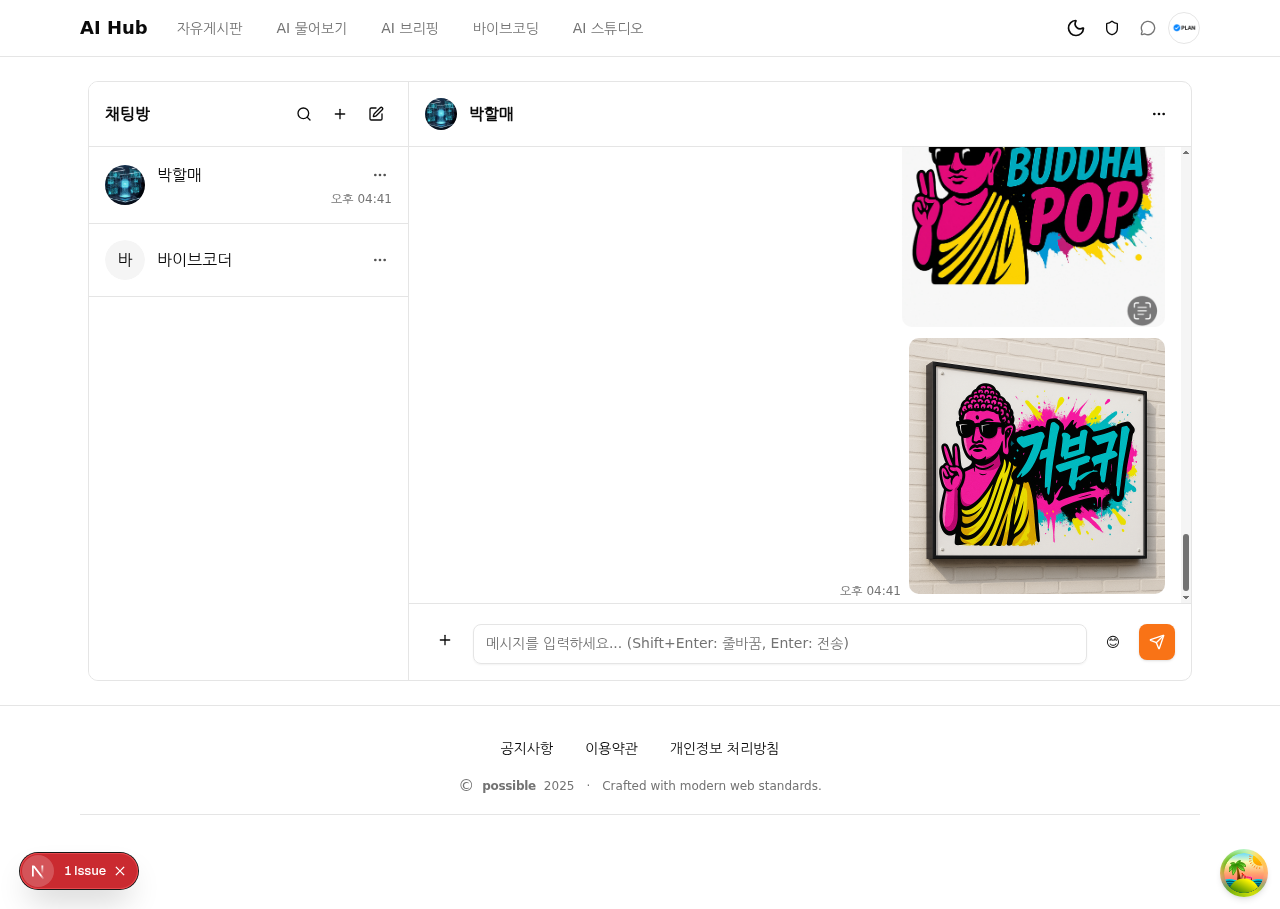 AI Hub
자유게시판
AI 물어보기
AI 브리핑
바이브코딩
AI 스튜디오
PLAN
채팅방
박할매
박할매
오후 04:41
바
바이브코더
BUDDHA
POP
거부귀
오후 04:41
메시지를 입력하세요... (Shift+Enter: 줄바꿈, Enter: 전송)
공지사항
이용약관
개인정보 처리방침
© possible 2025 · Crafted with modern web standards.
N
1 Issue